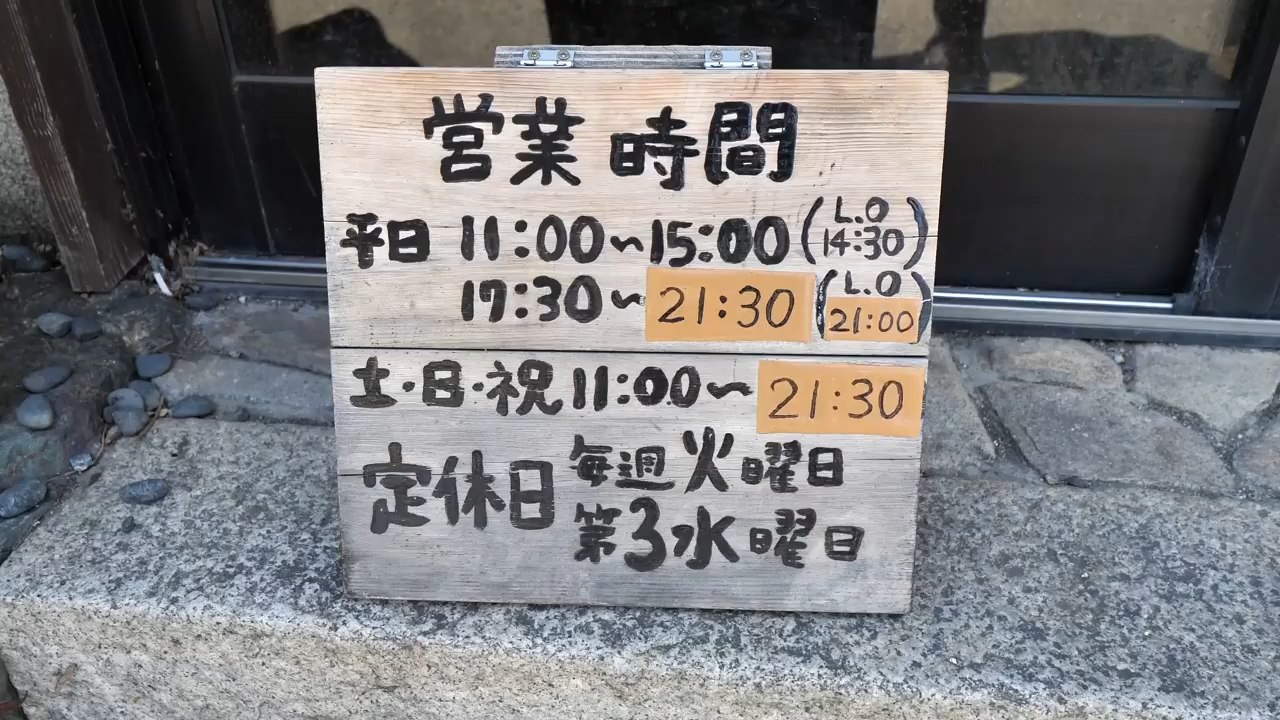 営業時間
平日 11:00〜15:00 (L.O 14:30)
17:30〜21:30 (L.O 21:00)
土・日・祝 11:00〜21:30
定休日 毎週火曜日
第3水曜日